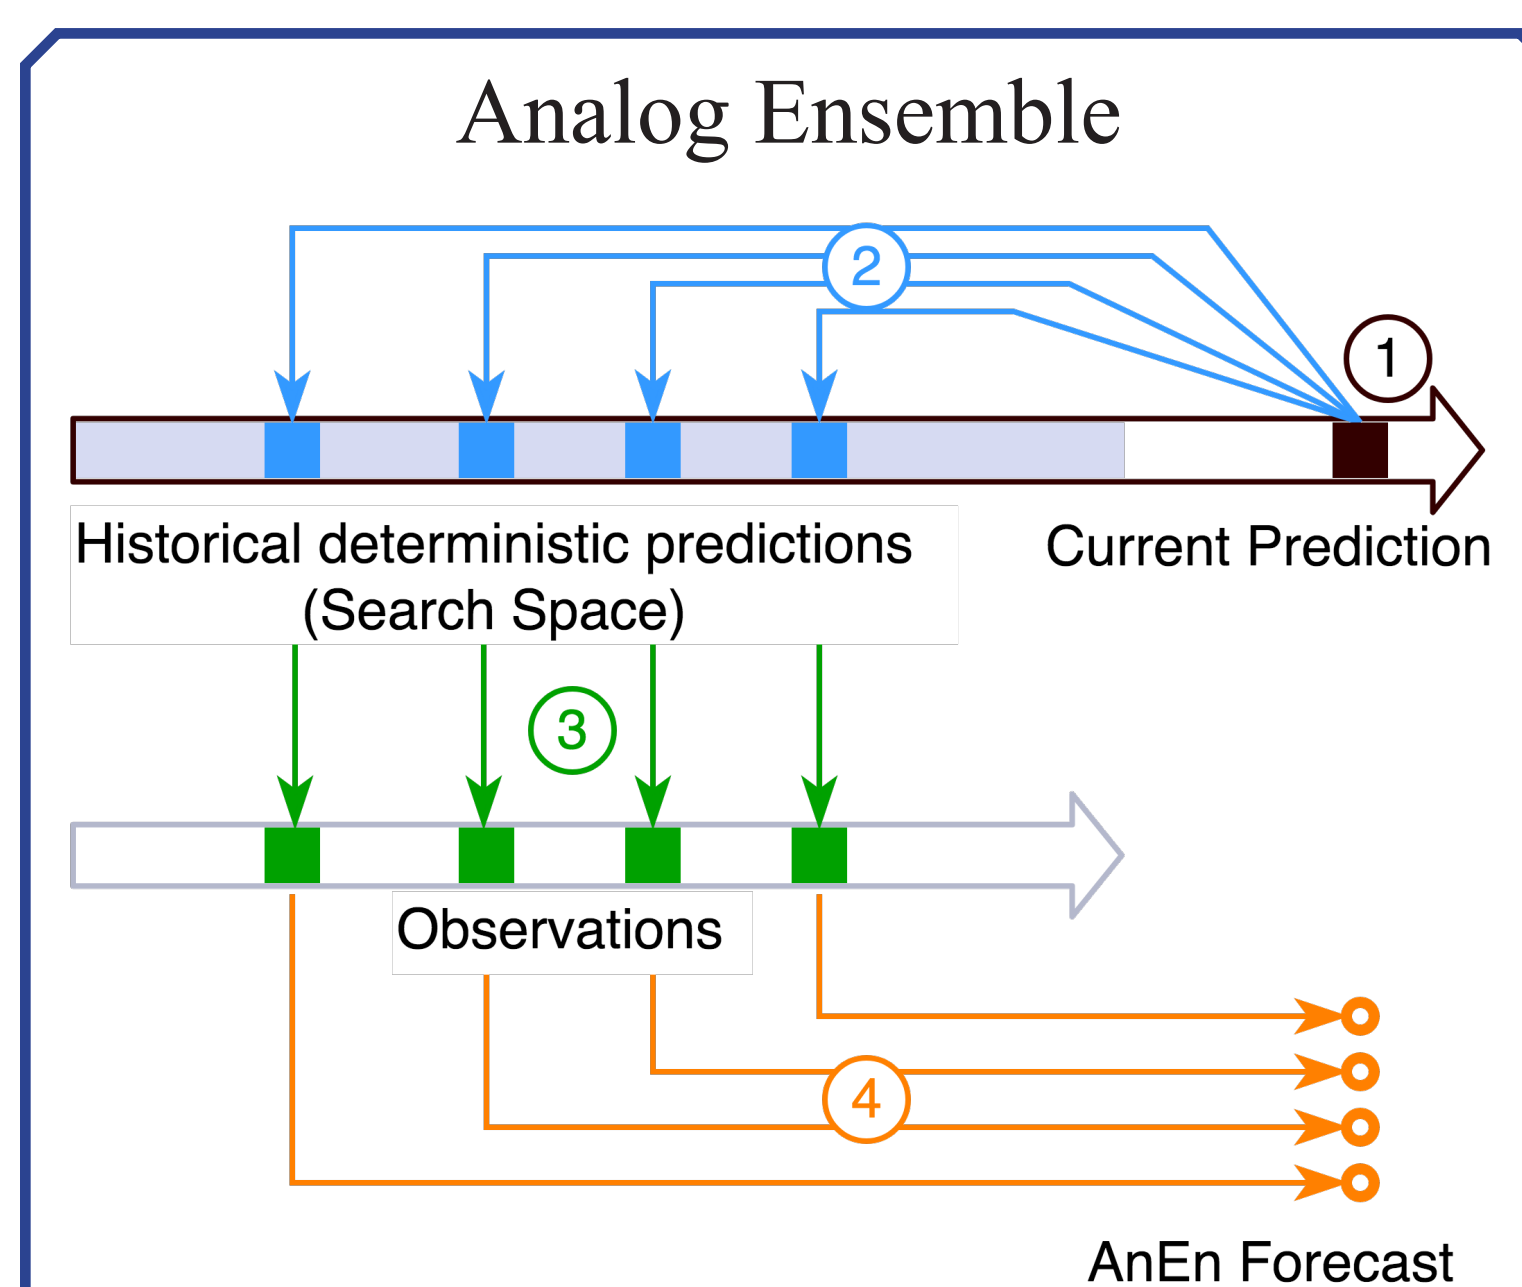 Analog Ensemble
2
1
Historical deterministic predictions
(Search Space)
Current Prediction
3
Observations
4
AnEn Forecast